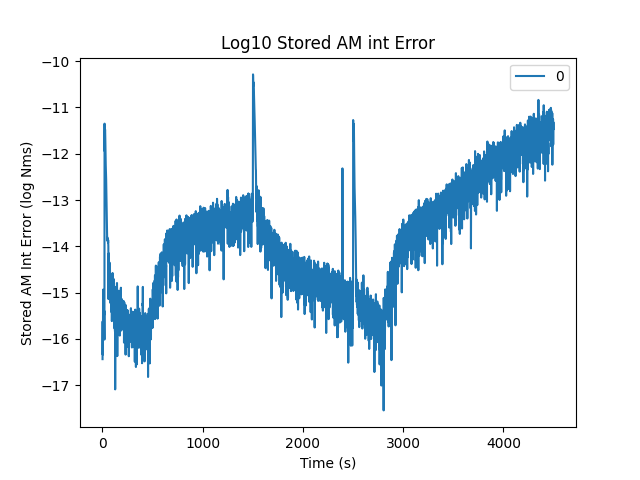 Log10 Stored AM int Error
0
Stored AM Int Error (log Nms)
−10
−11
−12
−13
−14
−15
−16
−17
0 1000 2000 3000 4000
Time (s)